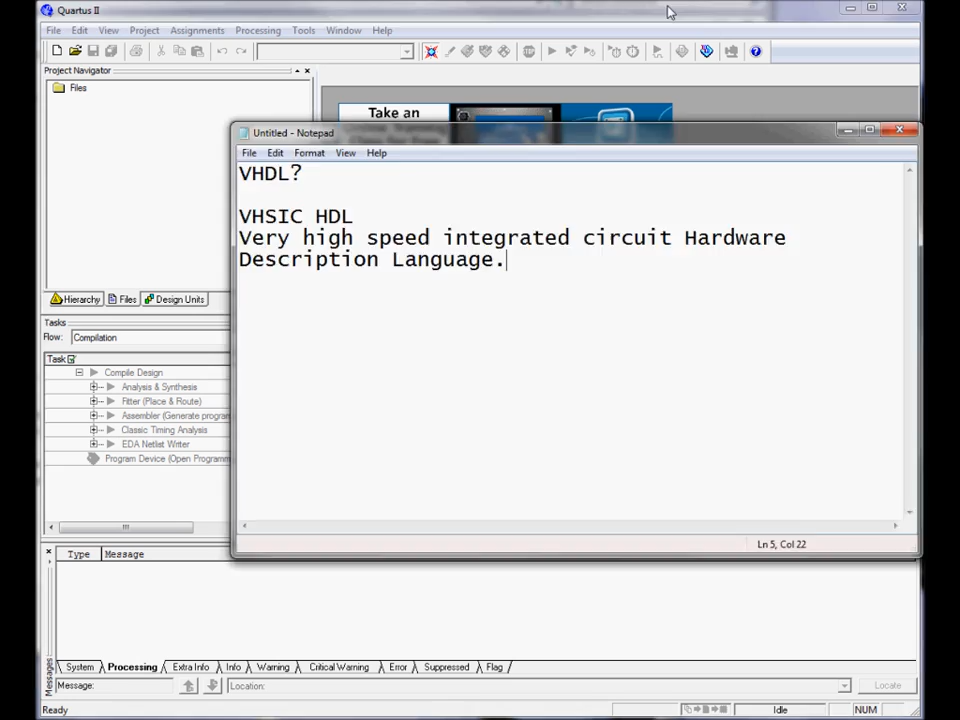 Quartus II
File Edit View Project Assignments Processing Tools Window Help
Project Navigator
Files
Take an
Untitled - Notepad
File Edit Format View Help
VHDL?
VHSIC HDL
Very high speed integrated circuit Hardware
Description Language.
Hierarchy Files Design Units
Tasks
Flow: Compilation
Task
Compile Design
Analysis & Synthesis
Fitter (Place & Route)
Assembler (Generate program
Classic Timing Analysis
EDA Netlist Writer
Program Device (Open Programm
Ln 5, Col 22
Type Message
Messages
System Processing Extra Info Info Warning Critical Warning Error Suppressed Flag
Message: Location: Locate
Ready Idle NUM